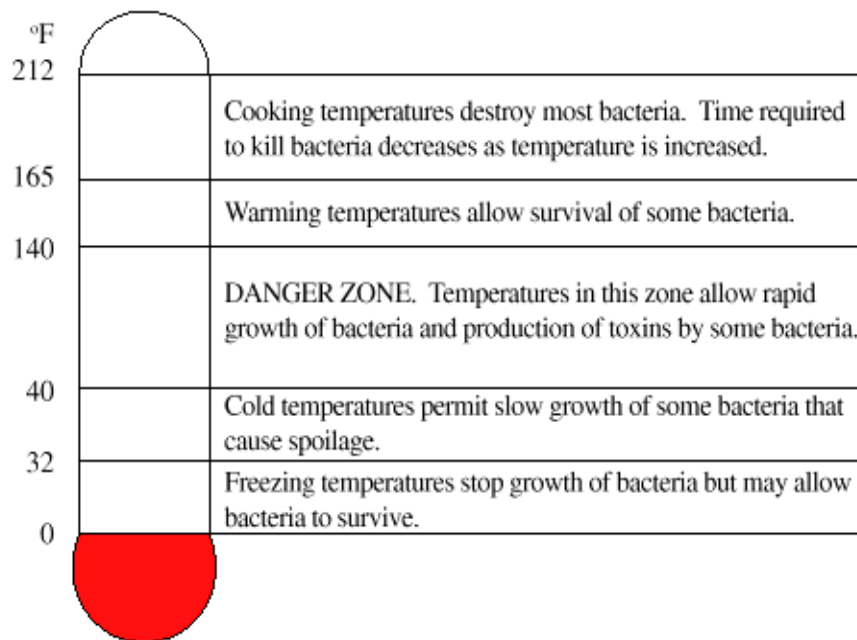 °F
212
Cooking temperatures destroy most bacteria. Time required
to kill bacteria decreases as temperature is increased.
165
Warming temperatures allow survival of some bacteria.
140
DANGER ZONE. Temperatures in this zone allow rapid
growth of bacteria and production of toxins by some bacteria.
40
Cold temperatures permit slow growth of some bacteria that
cause spoilage.
32
Freezing temperatures stop growth of bacteria but may allow
bacteria to survive.
0